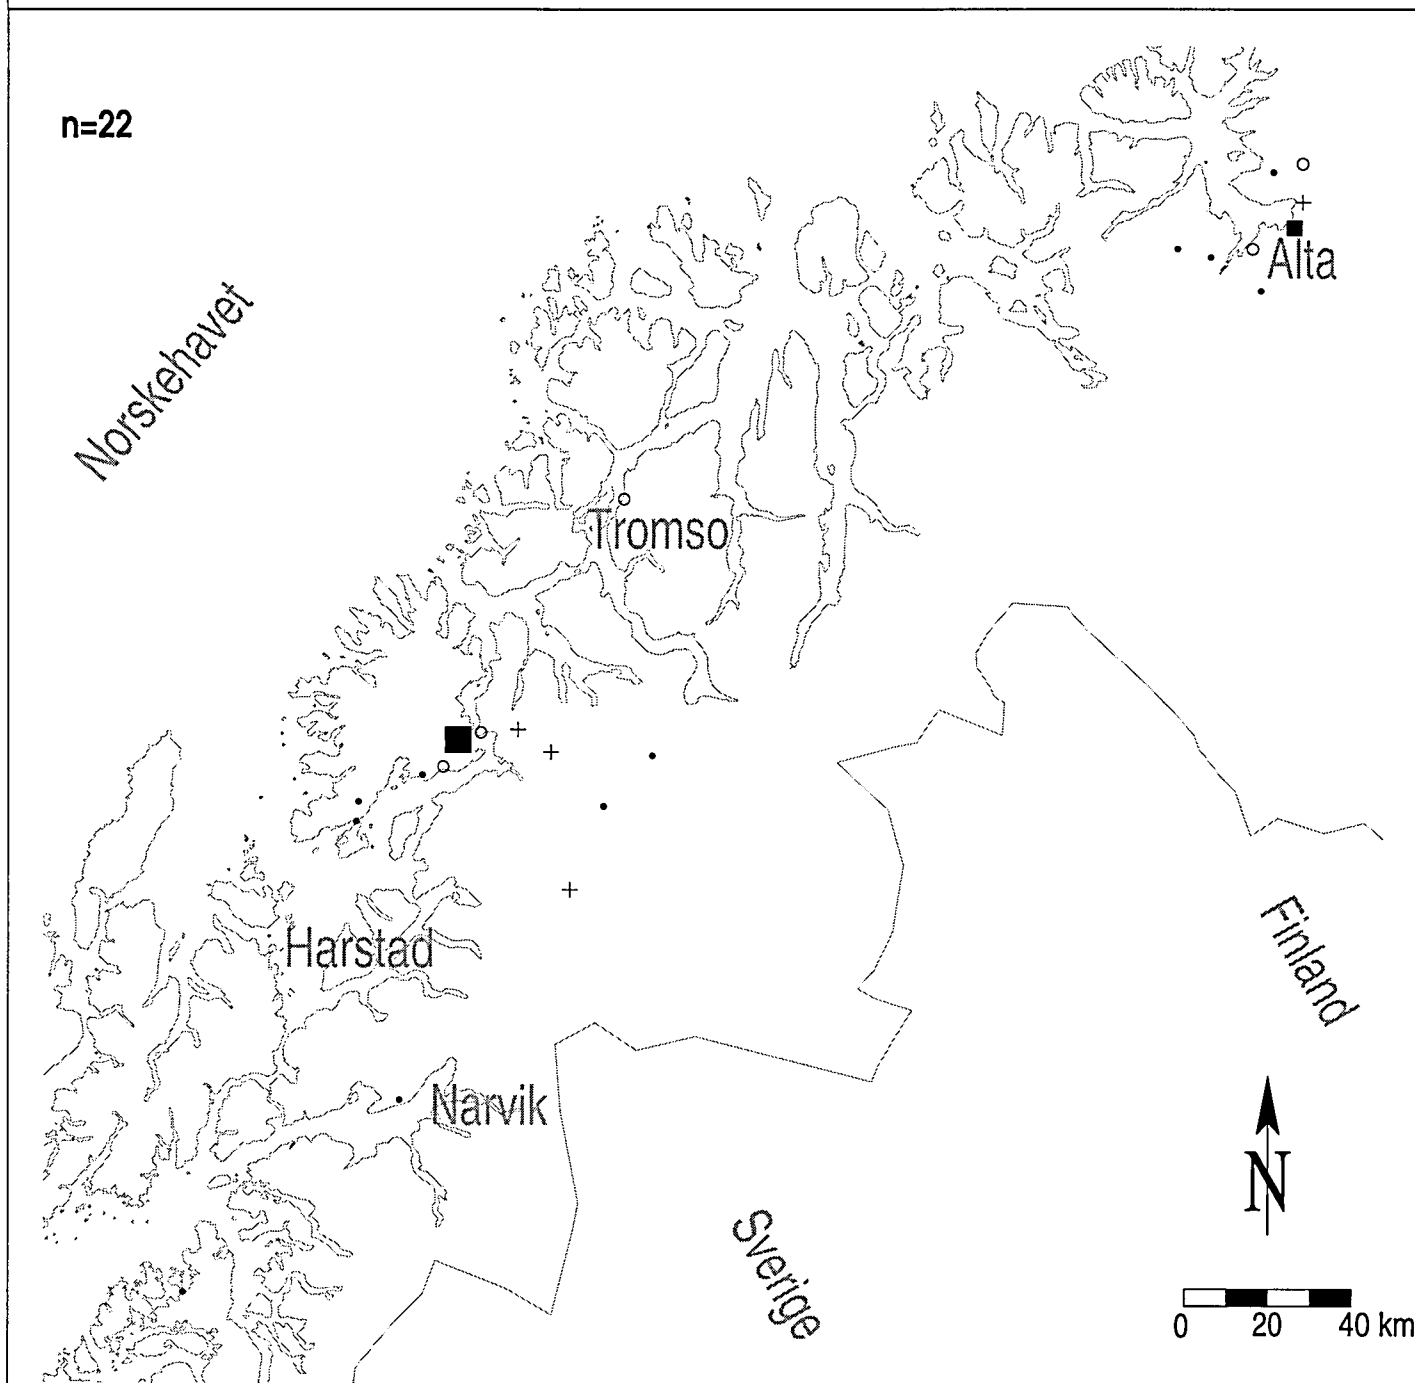 n=22
Norskehavet
Alta
Tromso
Harstad
Narvik
Finland
Sverige
N
0 20 40 km